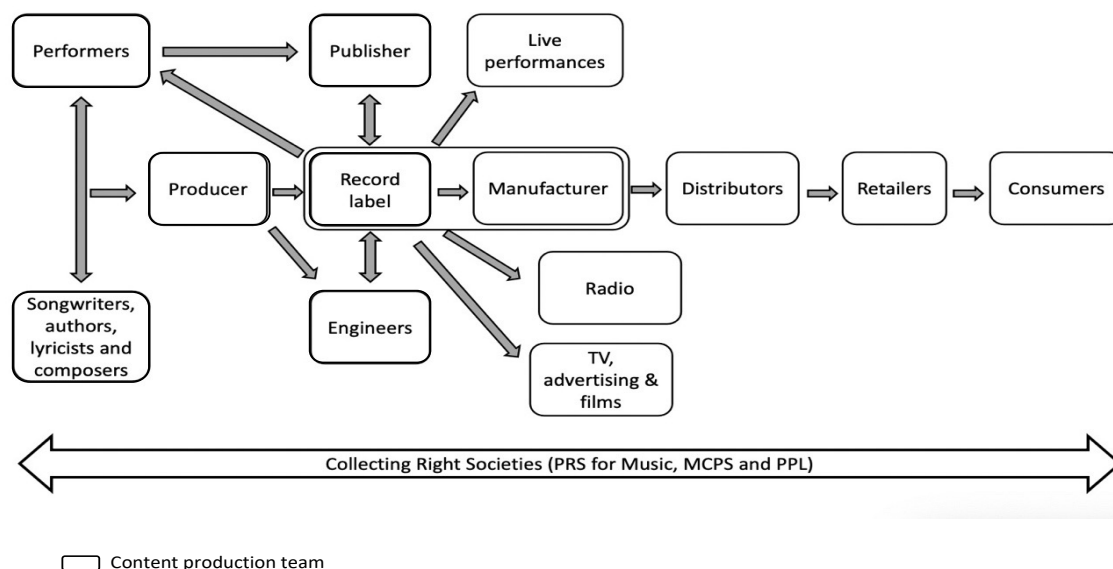 Performers
Publisher
Live
performances
Producer
Record
label
Manufacturer
Distributors
Retailers
Consumers
Songwriters,
authors,
lyricists and
composers
Engineers
Radio
TV,
advertising &
films
Collecting Right Societies (PRS for Music, MCPS and PPL)
Content production team